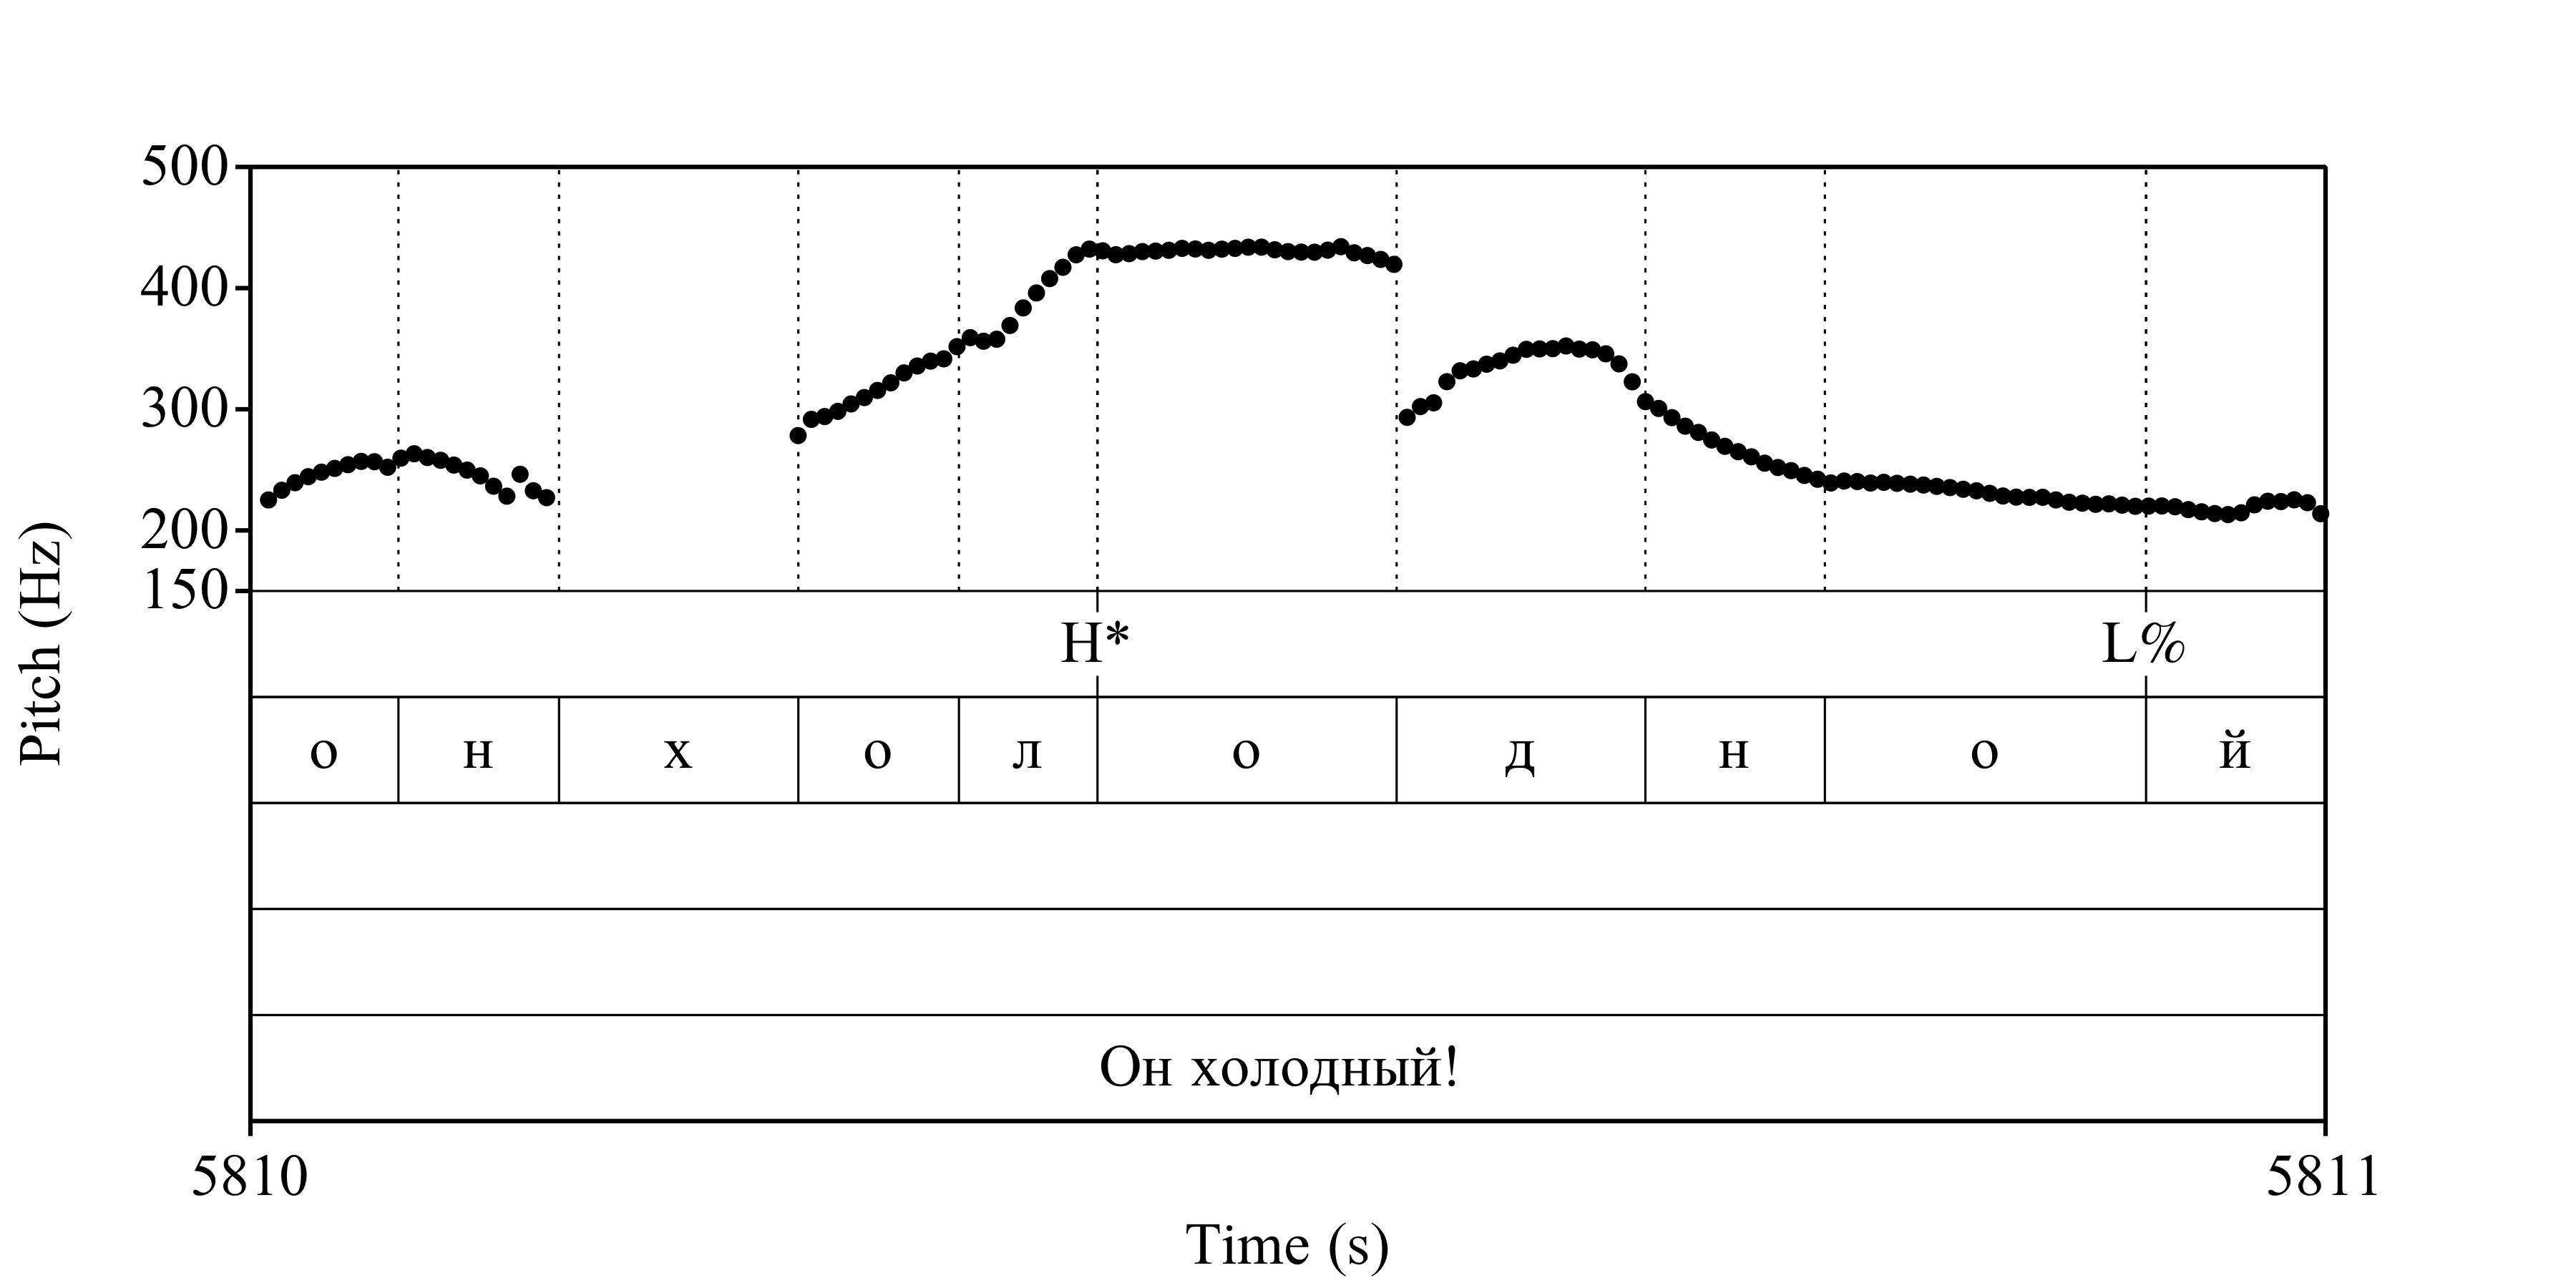 500
400
300
200
150
Pitch (Hz)
H* L%
о н х о л о д н о й
Он холодный!
5810 5811
Time (s)